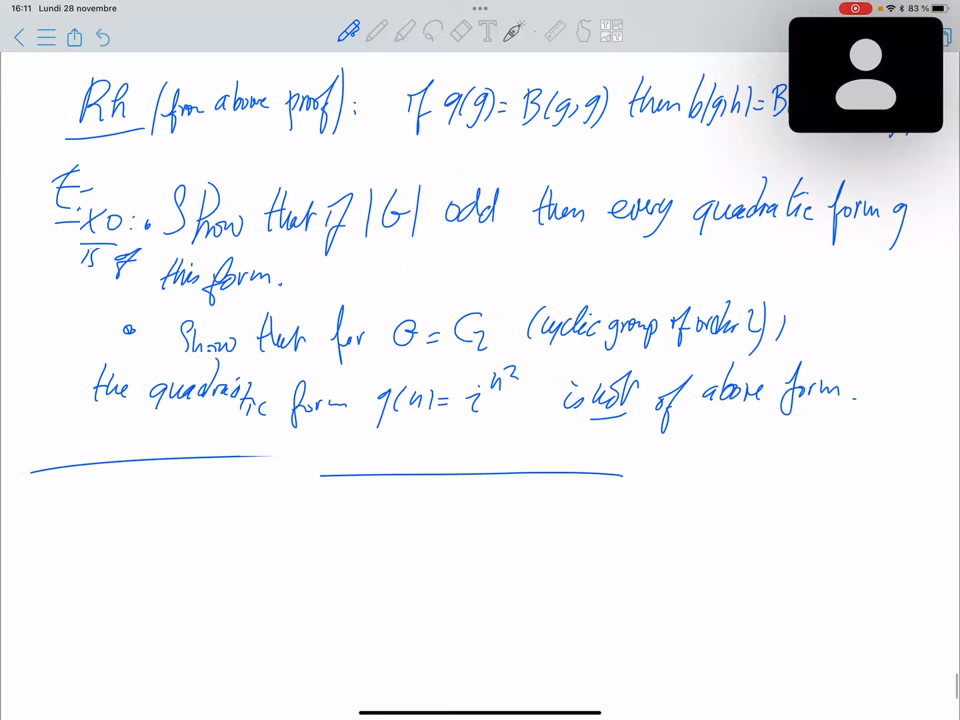 16:11 Lundi 28 novembre 83 %
Rk (from above proof): if q(g) = B(g,g) then b(g,h) = B
Exo: • Show that if |G| odd then every quadratic form q
is of this form.
• Show that for G = C2 (cyclic group of order 2),
the quadratic form q(n) = i^n² is not of above form.